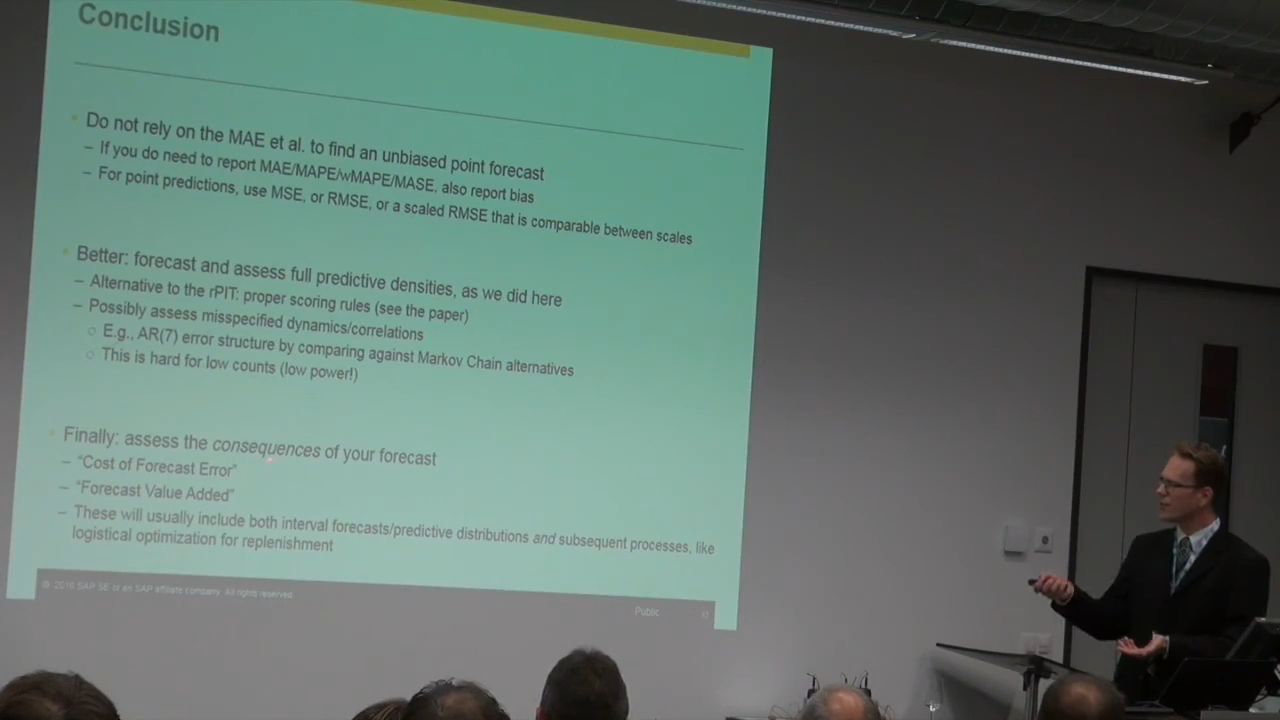 Conclusion
Do not rely on the MAE et al. to find an unbiased point forecast
– If you do need to report MAE/MAPE/wMAPE/MASE, also report bias
– For point predictions, use MSE, or RMSE, or a scaled RMSE that is comparable between scales
Better: forecast and assess full predictive densities, as we did here
– Alternative to the rPIT: proper scoring rules (see the paper)
– Possibly assess misspecified dynamics/correlations
○ E.g., AR(7) error structure by comparing against Markov Chain alternatives
○ This is hard for low counts (low power!)
Finally: assess the consequences of your forecast
– “Cost of Forecast Error”
– “Forecast Value Added”
– These will usually include both interval forecasts/predictive distributions and subsequent processes, like
logistical optimization for replenishment
© 2016 SAP SE or an SAP affiliate company. All rights reserved.
Public